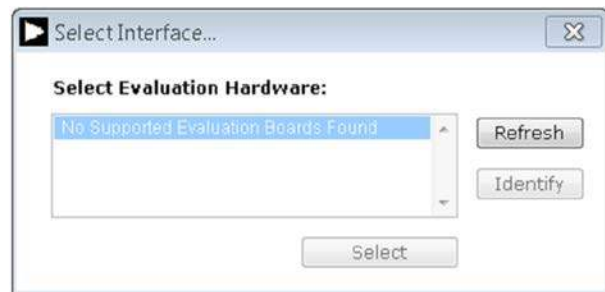 Select Interface...
Select Evaluation Hardware:
No Supported Evaluation Boards Found
Refresh
Identify
Select